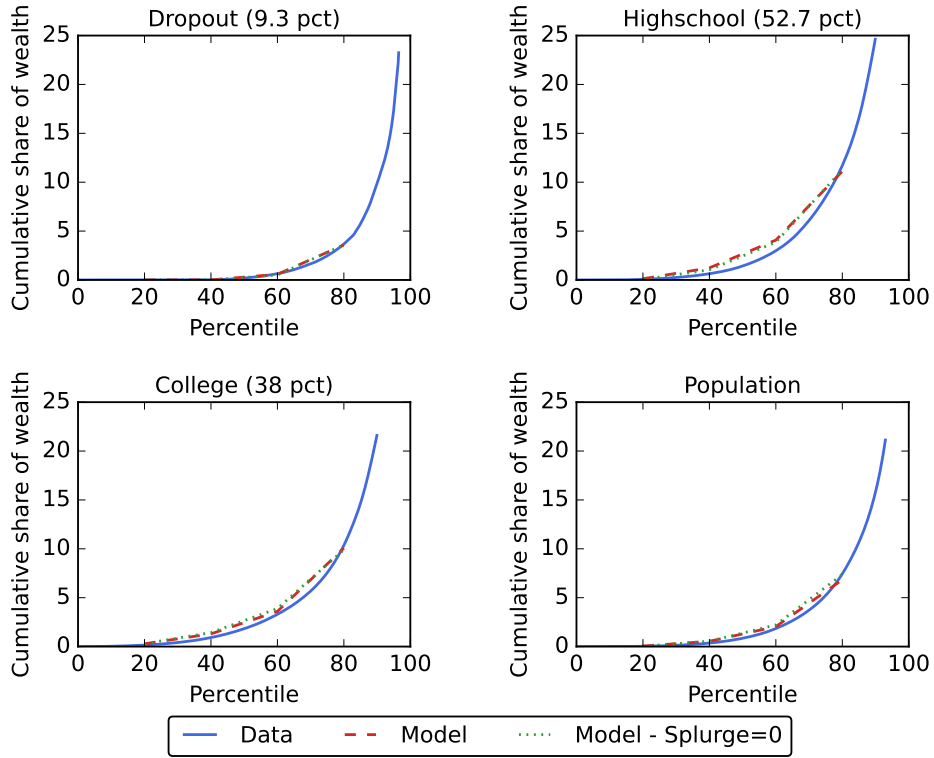 Dropout (9.3 pct)
Cumulative share of wealth
25
20
15
10
5
0
0 20 40 60 80 100
Percentile
Highschool (52.7 pct)
Cumulative share of wealth
25
20
15
10
5
0
0 20 40 60 80 100
Percentile
College (38 pct)
Cumulative share of wealth
25
20
15
10
5
0
0 20 40 60 80 100
Percentile
Population
Cumulative share of wealth
25
20
15
10
5
0
0 20 40 60 80 100
Percentile
Data Model Model - Splurge=0